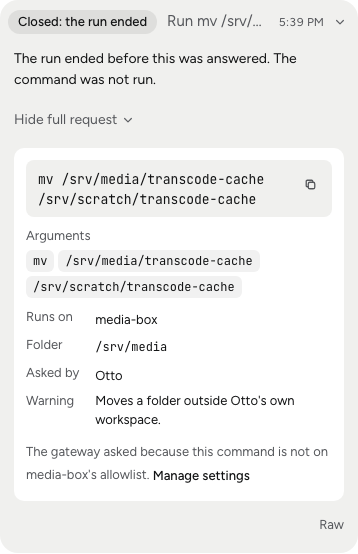 Closed: the run ended Run mv /srv/... 5:39 PM
The run ended before this was answered. The
command was not run.
Hide full request
mv /srv/media/transcode-cache
/srv/scratch/transcode-cache
Arguments
mv /srv/media/transcode-cache
/srv/scratch/transcode-cache
Runs on media-box
Folder /srv/media
Asked by Otto
Warning Moves a folder outside Otto's own
workspace.
The gateway asked because this command is not on
media-box's allowlist. Manage settings
Raw